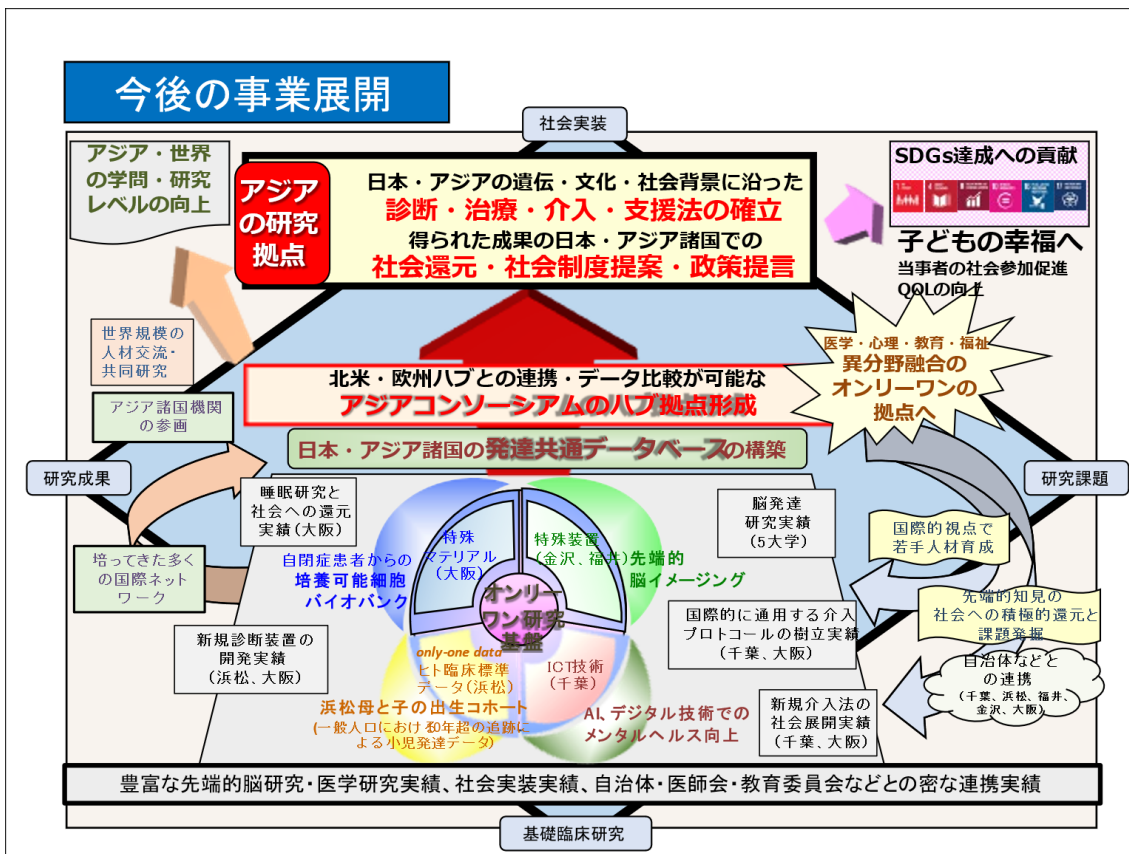 今後の事業展開
社会実装
アジア・世界
の学問・研究
レベルの向上
アジア
の研究
拠点
日本・アジアの遺伝・文化・社会背景に沿った
診断・治療・介入・支援法の確立
得られた成果の日本・アジア諸国での
社会還元・社会制度提案・政策提言
SDGs達成への貢献
子どもの幸福へ
当事者の社会参加促進
QOLの向上
世界規模の
人材交流・
共同研究
医学・心理・教育・福祉
異分野融合の
オンリーワンの
拠点へ
北米・欧州ハブとの連携・データ比較が可能な
アジアコンソーシアムのハブ拠点形成
アジア諸国機関
の参画
日本・アジア諸国の発達共通データベースの構築
研究成果
研究課題
睡眠研究と
社会への還元
実績(大阪)
特殊
マテリアル
(大阪)
特殊装置
(金沢、福井)
脳発達
研究実績
(5大学)
国際的視点で
若手人材育成
自閉症患者からの
培養可能細胞
バイオバンク
先端的
脳イメージング
培ってきた多く
の国際ネット
ワーク
オンリー
ワン研究
基盤
先端的知見の
社会への積極的還元と
課題発掘
国際的に通用する介入
プロトコールの樹立実績
(千葉、大阪)
新規診断装置の
開発実績
(浜松、大阪)
only-one data
ヒト臨床標準
データ(浜松)
ICT技術
(千葉)
自治体などと
の連携
(千葉、浜松、福井、
金沢、大阪)
浜松母と子の出生コホート
(一般人口における10年超の追跡に
よる小児発達データ)
AI、デジタル技術での
メンタルヘルス向上
新規介入法の
社会展開実績
(千葉、大阪)
豊富な先端的脳研究・医学研究実績、社会実装実績、自治体・医師会・教育委員会などとの密な連携実績
基礎臨床研究